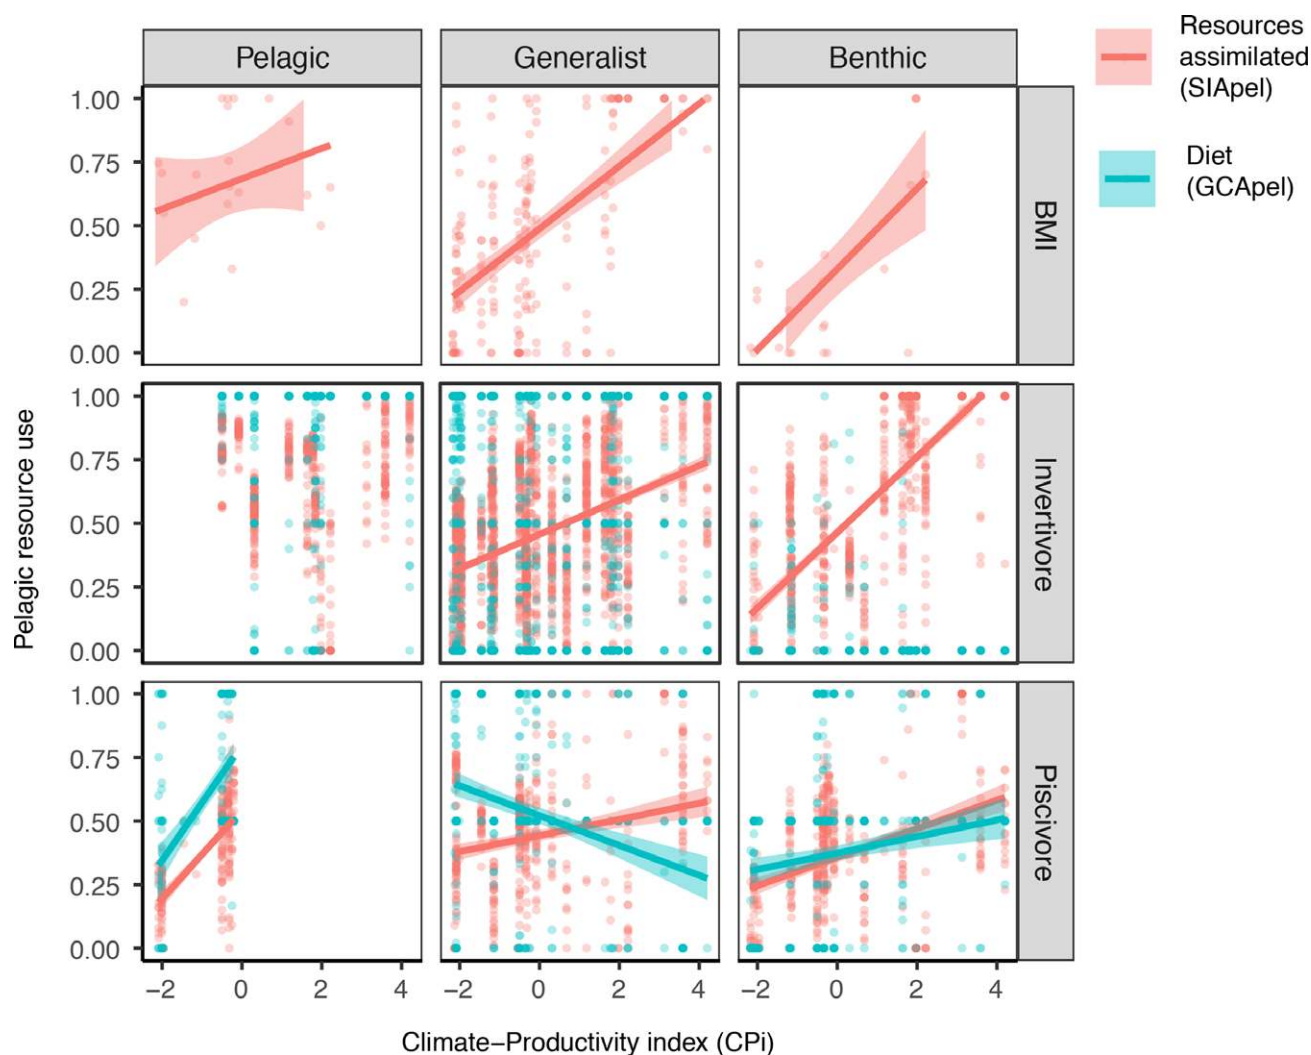 Pelagic
Generalist
Benthic
Resources
assimilated
(SIApel)
Diet
(GCApel)
1.00
0.75
0.50
0.25
0.00
BMI
1.00
0.75
0.50
0.25
0.00
Invertivore
1.00
0.75
0.50
0.25
0.00
Piscivore
Pelagic resource use
−2 0 2 4
−2 0 2 4
−2 0 2 4
Climate−Productivity index (CPi)